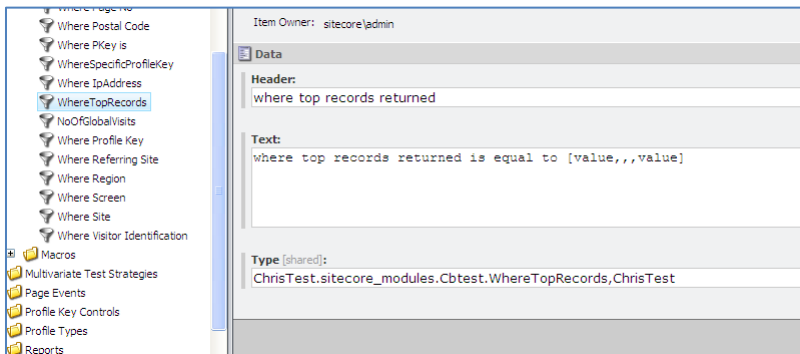 Where Page No
Where Postal Code
Where PKey is
WhereSpecificProfileKey
Where IpAddress
WhereTopRecords
NoOfGlobalVisits
Where Profile Key
Where Referring Site
Where Region
Where Screen
Where Site
Where Visitor Identification
Macros
Multivariate Test Strategies
Page Events
Profile Key Controls
Profile Types
Reports
Item Owner: sitecore\admin
Data
Header:
where top records returned
Text:
where top records returned is equal to [value,,,value]
Type [shared]:
ChrisTest.sitecore_modules.Cbtest.WhereTopRecords,ChrisTest